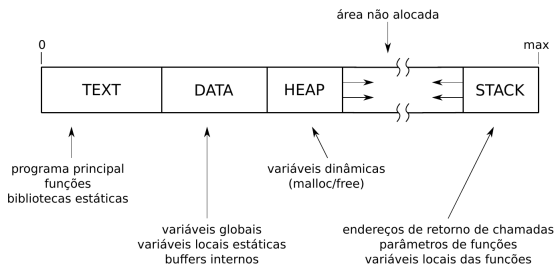 área não alocada
0
max
TEXT
DATA
HEAP
STACK
programa principal
funções
bibliotecas estáticas
variáveis dinâmicas
(malloc/free)
variáveis globais
variáveis locais estáticas
buffers internos
endereços de retorno de chamadas
parâmetros de funções
variáveis locais das funções